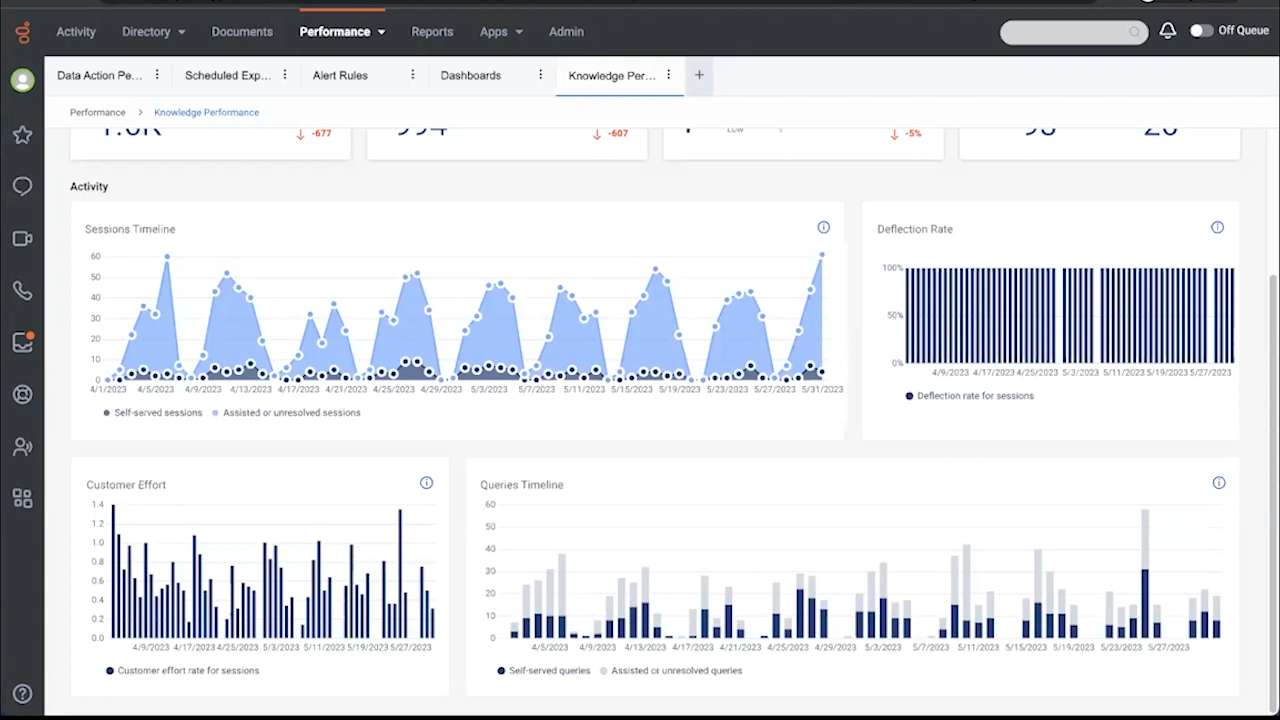 Activity Directory Documents Performance Reports Apps Admin Off Queue
Data Action Pe... Scheduled Exp... Alert Rules Dashboards Knowledge Per... +
Performance > Knowledge Performance
-677 -607 -5%
Activity
Sessions Timeline
60
50
40
30
20
10
0
4/1/2023 4/5/2023 4/9/2023 4/13/2023 4/17/2023 4/21/2023 4/25/2023 4/29/2023 5/3/2023 5/7/2023 5/11/2023 5/15/2023 5/19/2023 5/23/2023 5/27/2023 5/31/2023
Self-served sessions Assisted or unresolved sessions
Deflection Rate
100%
50%
0%
4/9/2023 4/17/2023 4/25/2023 5/3/2023 5/11/2023 5/19/2023 5/27/2023
Deflection rate for sessions
Customer Effort
1.4
1.2
1.0
0.8
0.6
0.4
0.2
0.0
4/9/2023 4/17/2023 4/25/2023 5/3/2023 5/11/2023 5/19/2023 5/27/2023
Customer effort rate for sessions
Queries Timeline
60
50
40
30
20
10
0
4/5/2023 4/9/2023 4/13/2023 4/17/2023 4/21/2023 4/25/2023 4/29/2023 5/3/2023 5/7/2023 5/11/2023 5/15/2023 5/19/2023 5/23/2023 5/27/2023
Self-served queries Assisted or unresolved queries